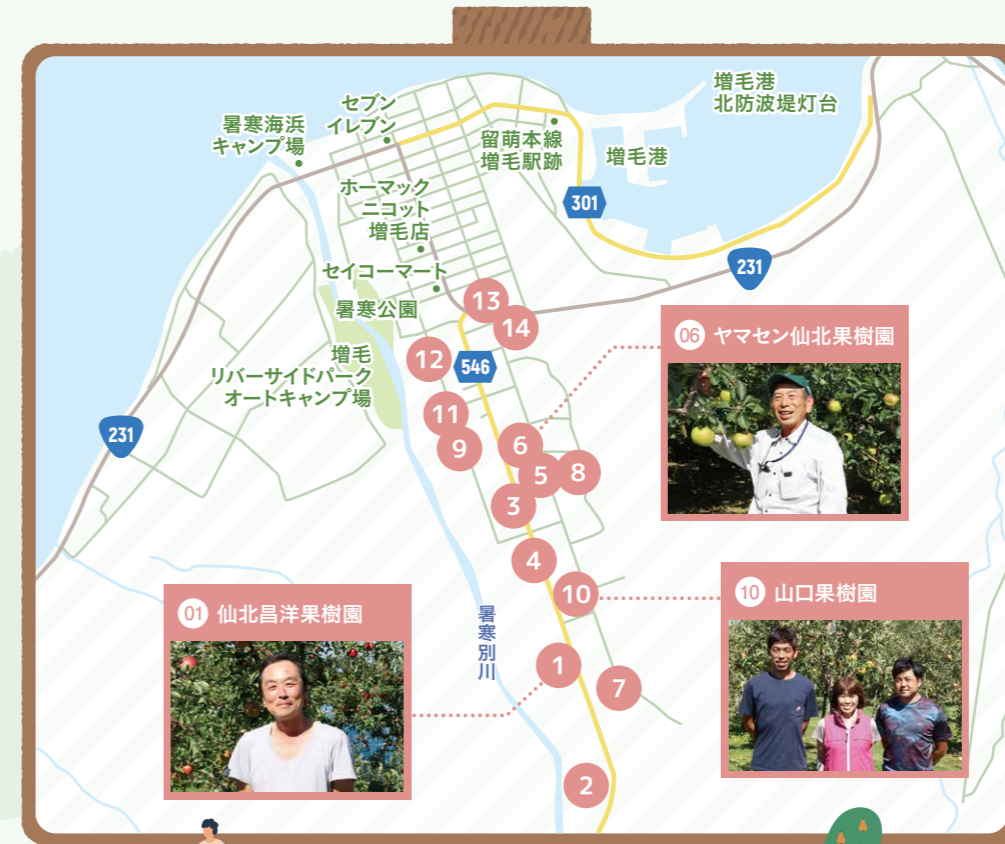 増毛港
北防波堤灯台
セブン
イレブン
暑寒海浜
キャンプ場
留萌本線
増毛駅跡
増毛港
ホーマック
ニコット
増毛店
301
231
セイコーマート
暑寒公園
13
14
06 ヤマセン仙北果樹園
12
546
増毛
リバーサイドパーク
オートキャンプ場
231
11
9
6
5
8
3
4
10
10 山口果樹園
01 仙北昌洋果樹園
暑寒別川
1
7
2